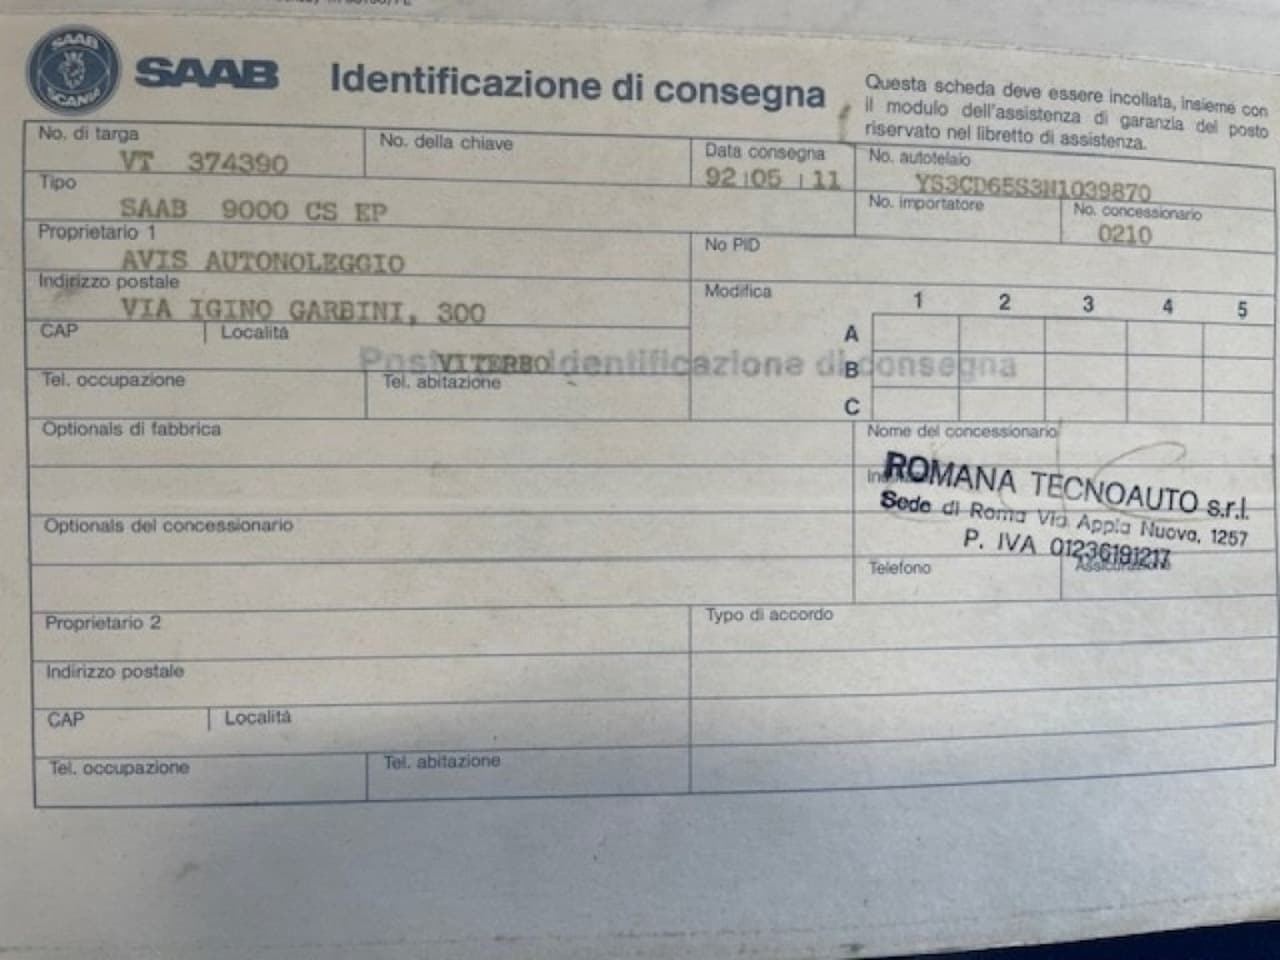 SAAB
SCANIA
SAAB
Identificazione di consegna
Questa scheda deve essere incollata, insieme con
il modulo dell'assistenza di garanzia del posto
riservato nel libretto di assistenza.
No. di targa
VT 374390
No. della chiave
Data consegna
92 05 11
No. autotelaio
YS3CD65S3N1039870
Tipo
SAAB 9000 CS EP
No. importatore
No. concessionario
0210
Proprietario 1
AVIS AUTONOLEGGIO
No PID
Indirizzo postale
VIA IGINO GARBINI, 300
Modifica
1 2 3 4 5
A
B
C
CAP
Località
VITERBO
identificazione di consegna
Tel. occupazione
Tel. abitazione
Optionals di fabbrica
Nome del concessionario
ROMANA TECNOAUTO s.r.l.
Sede di Roma Via Appia Nuova, 1257
P. IVA 01236191217
Optionals del concessionario
Telefono
Proprietario 2
Typo di accordo
Indirizzo postale
CAP
Località
Tel. occupazione
Tel. abitazione